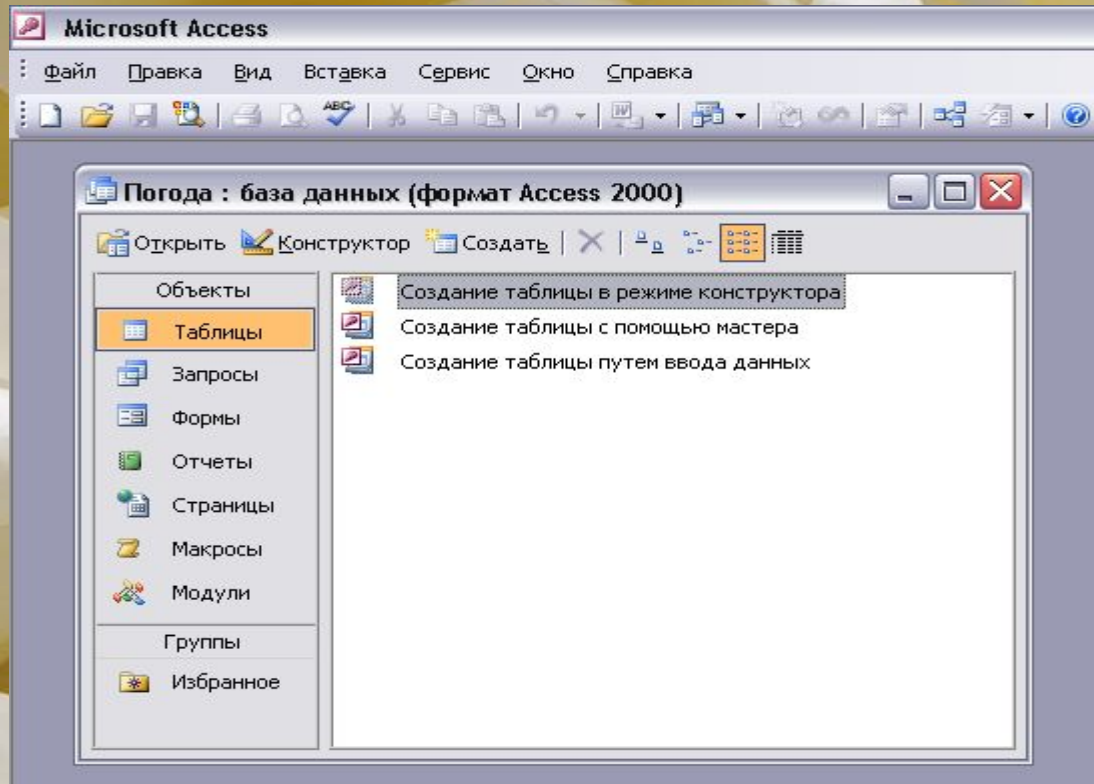 Microsoft Access
Файл Правка Вид Вставка Сервис Окно Справка
ABC
W
Погода : база данных (формат Access 2000)
Открыть Конструктор Создать
Объекты
Таблицы
Запросы
Формы
Отчеты
Страницы
Макросы
Модули
Группы
Избранное
Создание таблицы в режиме конструктора
Создание таблицы с помощью мастера
Создание таблицы путем ввода данных